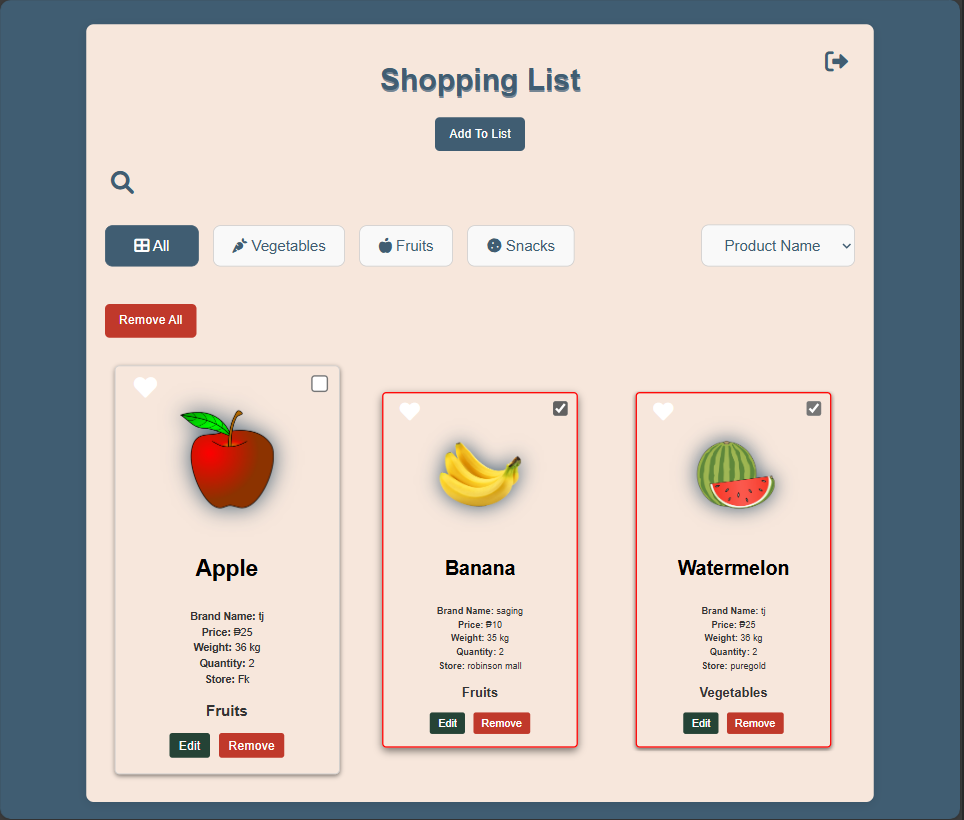 Shopping List
Add To List
All
Vegetables
Fruits
Snacks
Product Name
Remove All
Apple
Brand Name: tj
Price: ₱25
Weight: 36 kg
Quantity: 2
Store: Fk
Fruits
Edit
Remove
Banana
Brand Name: saging
Price: ₱10
Weight: 35 kg
Quantity: 2
Store: robinson mall
Fruits
Edit
Remove
Watermelon
Brand Name: tj
Price: ₱25
Weight: 36 kg
Quantity: 2
Store: puregold
Vegetables
Edit
Remove